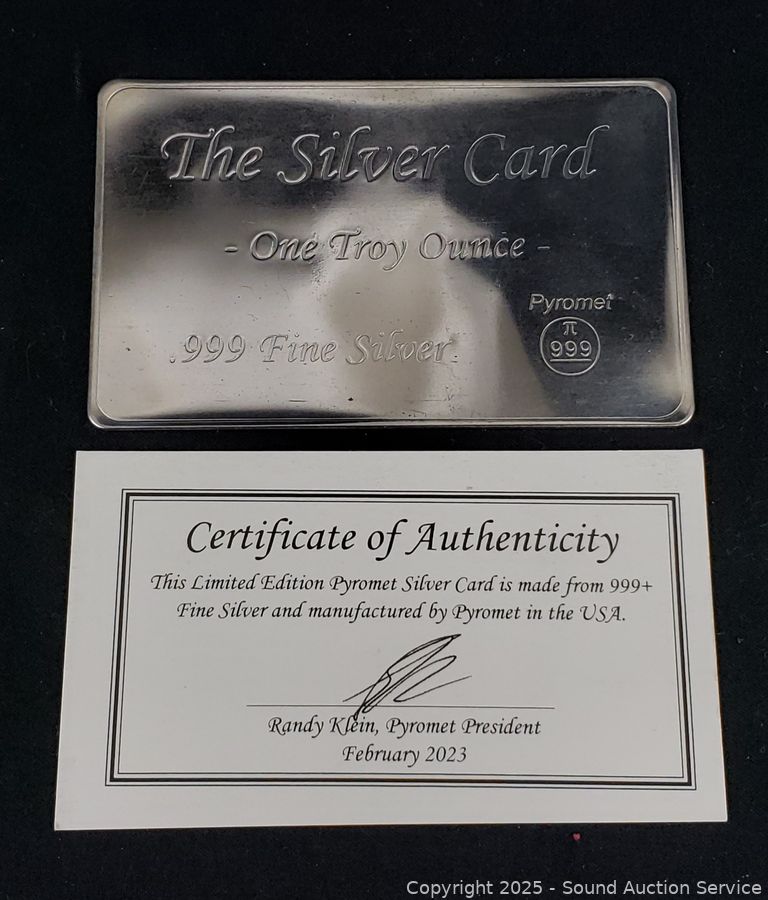 The Silver Card
- One Troy Ounce -
Pyromet
π
999
.999 Fine Silver
Certificate of Authenticity
This Limited Edition Pyromet Silver Card is made from 999+
Fine Silver and manufactured by Pyromet in the USA.
Randy Klein, Pyromet President
February 2023
Copyright 2025 - Sound Auction Service